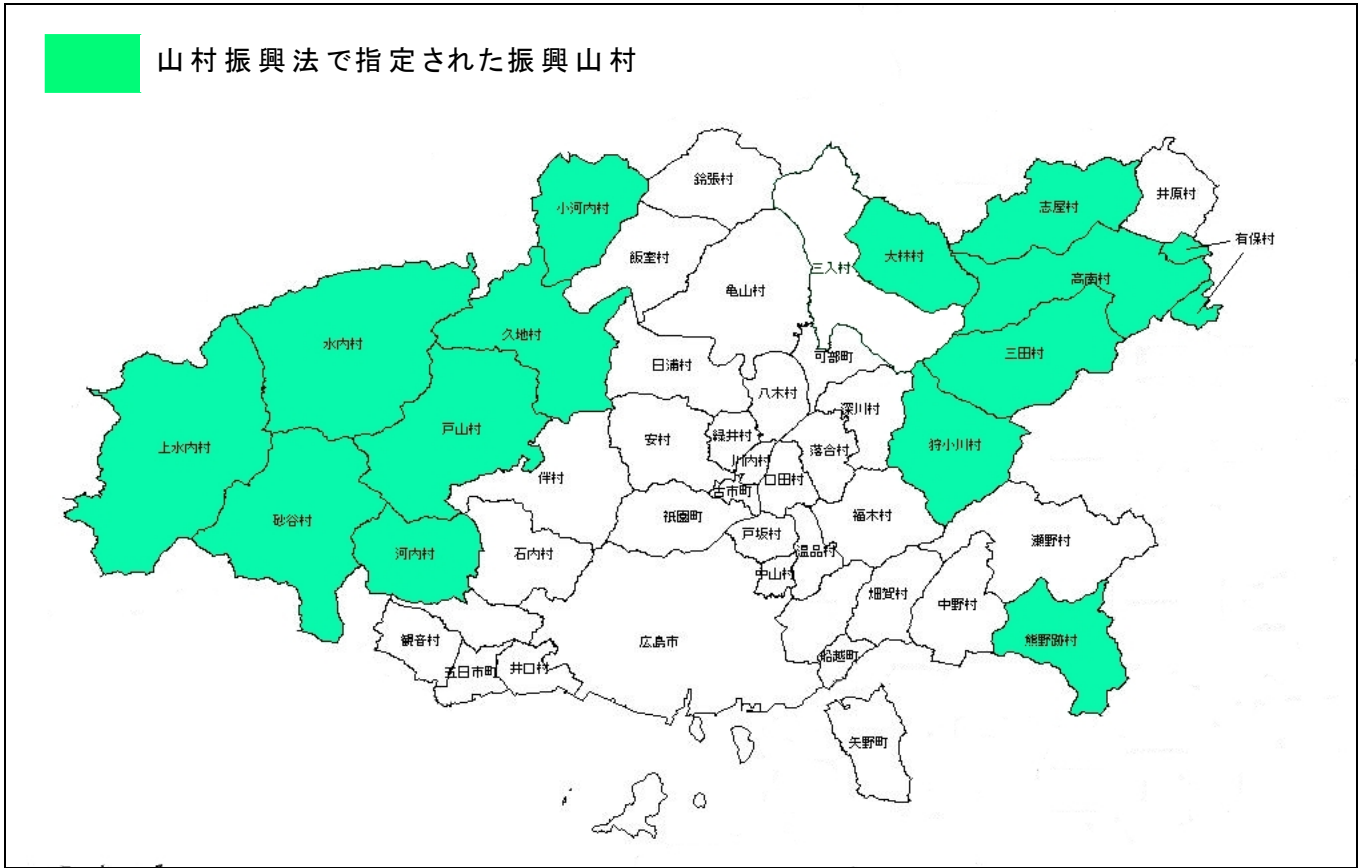 山村振興法で指定された振興山村
鈴張村
小河内村
志屋村
井原村
有保村
飯室村
大林村
三入村
高南村
亀山村
水内村
久地村
三田村
可部町
日浦村
八木村
深川村
戸山村
緑井村
安村
狩小川村
上水内村
落合村
川内村
伴村
口田村
古市町
祇園町
福木村
砂谷村
戸坂村
瀬野村
河内村
石内村
温品村
中山村
畑賀村
中野村
観音村
広島市
熊野跡村
船越町
五日市町
井口村
矢野町